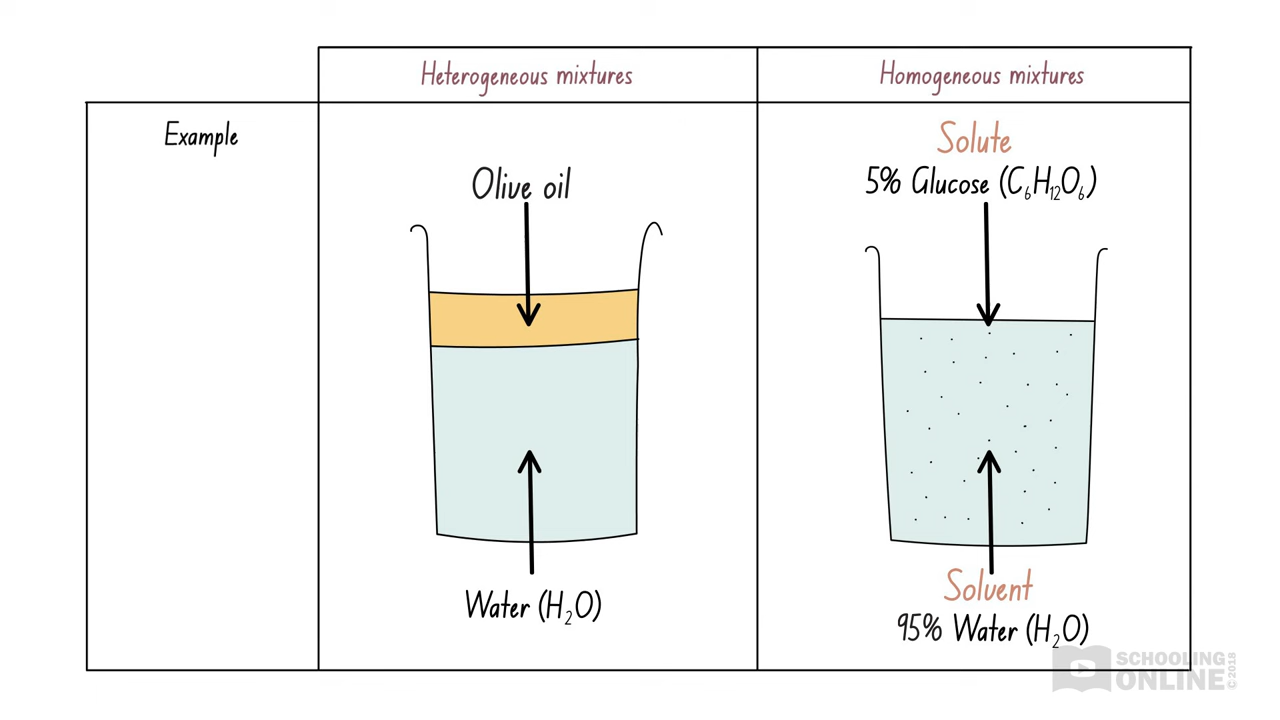 Heterogeneous mixtures
Homogeneous mixtures
Example
Olive oil
Water (H₂O)
Solute
5% Glucose (C₆H₁₂O₆)
Solvent
95% Water (H₂O)
SCHOOLING
ONLINE
©2018